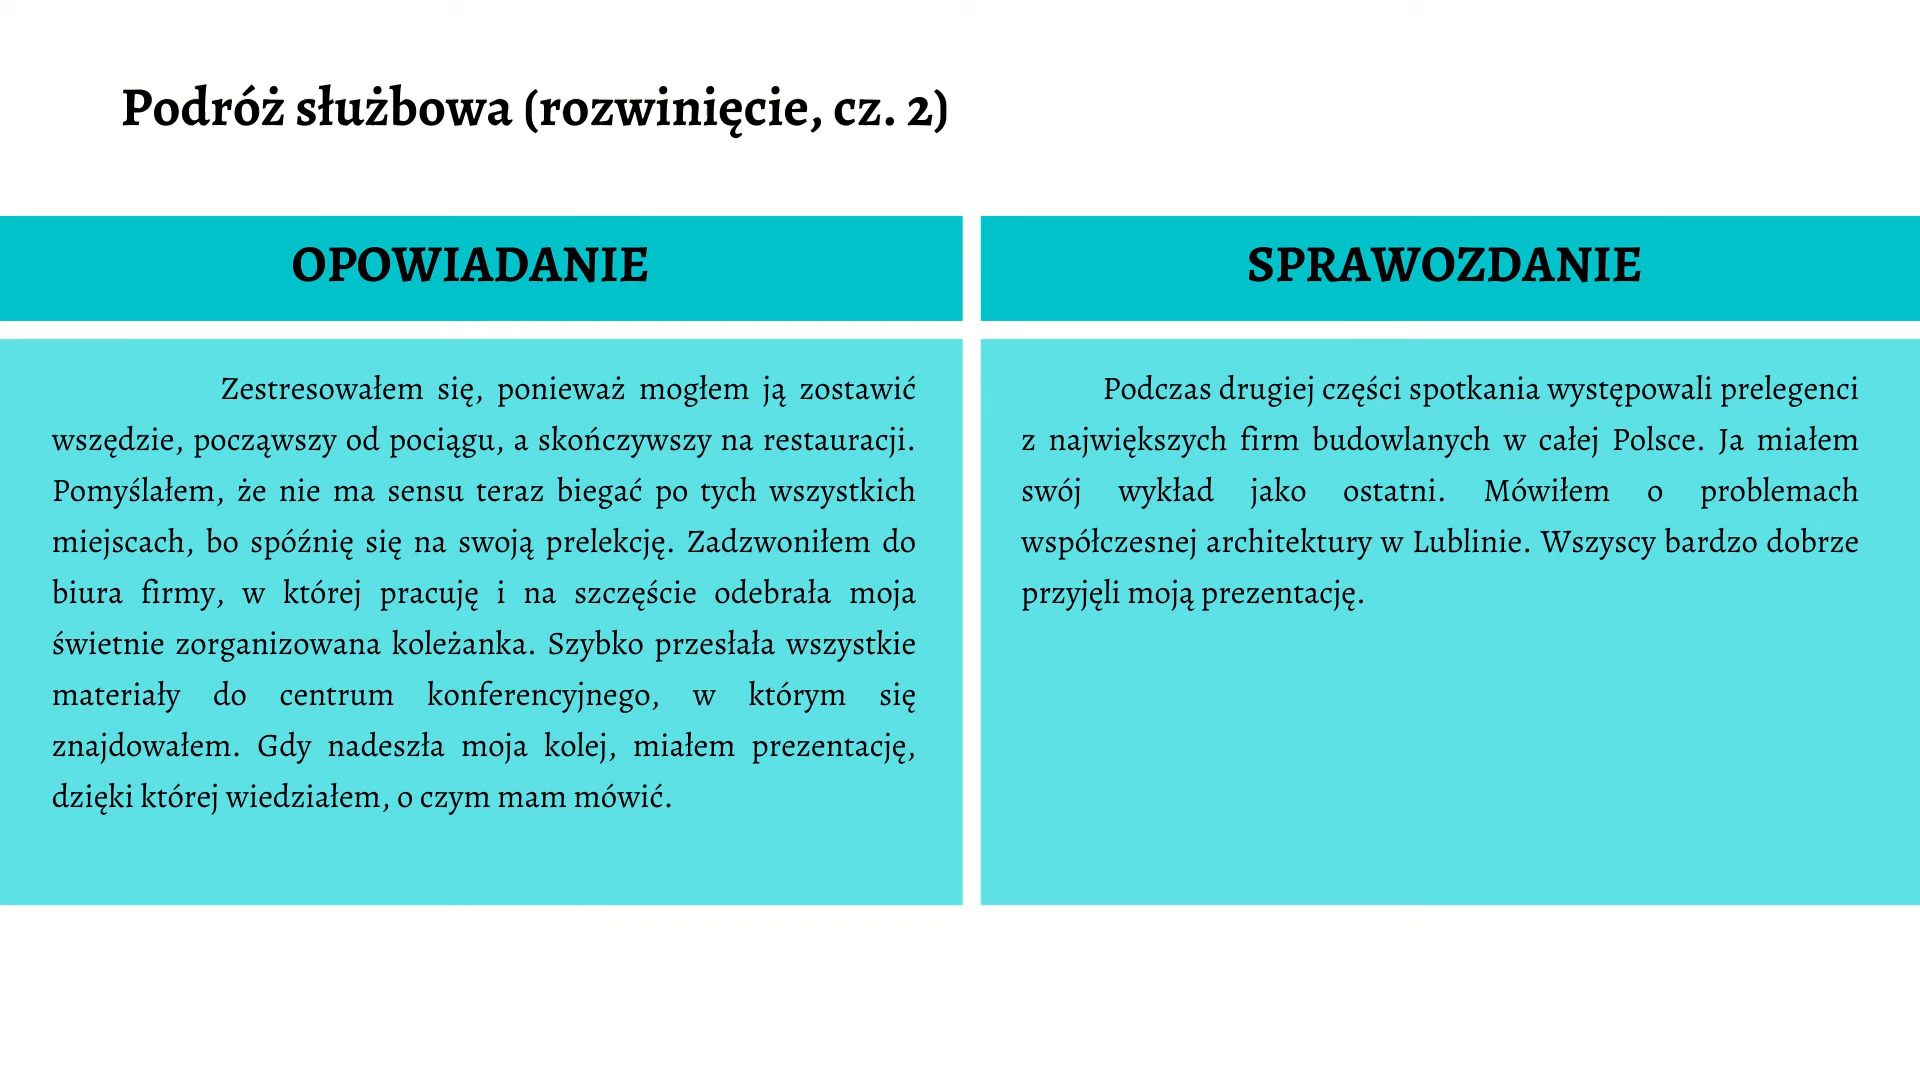 Podróż służbowa (rozwinięcie, cz. 2)
OPOWIADANIE
Zestresowałem się, ponieważ mogłem ją zostawić
wszędzie, począwszy od pociągu, a skończywszy na restauracji.
Pomyślałem, że nie ma sensu teraz biegać po tych wszystkich
miejscach, bo spóźnię się na swoją prelekcję. Zadzwoniłem do
biura firmy, w której pracuję i na szczęście odebrała moja
świetnie zorganizowana koleżanka. Szybko przesłała wszystkie
materiały do centrum konferencyjnego, w którym się
znajdowałem. Gdy nadeszła moja kolej, miałem prezentację,
dzięki której wiedziałem, o czym mam mówić.
SPRAWOZDANIE
Podczas drugiej części spotkania występowali prelegenci
z największych firm budowlanych w całej Polsce. Ja miałem
swój wykład jako ostatni. Mówiłem o problemach
współczesnej architektury w Lublinie. Wszyscy bardzo dobrze
przyjęli moją prezentację.